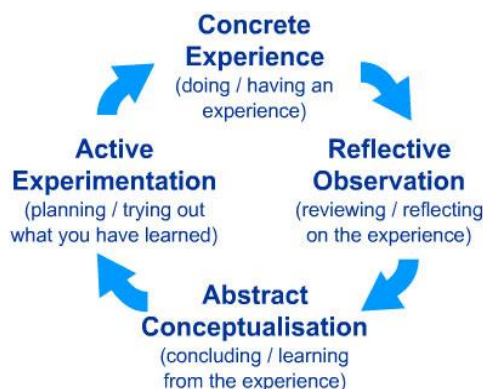 Concrete
Experience
(doing / having an
experience)
Reflective
Observation
(reviewing / reflecting
on the experience)
Abstract
Conceptualisation
(concluding / learning
from the experience)
Active
Experimentation
(planning / trying out
what you have learned)